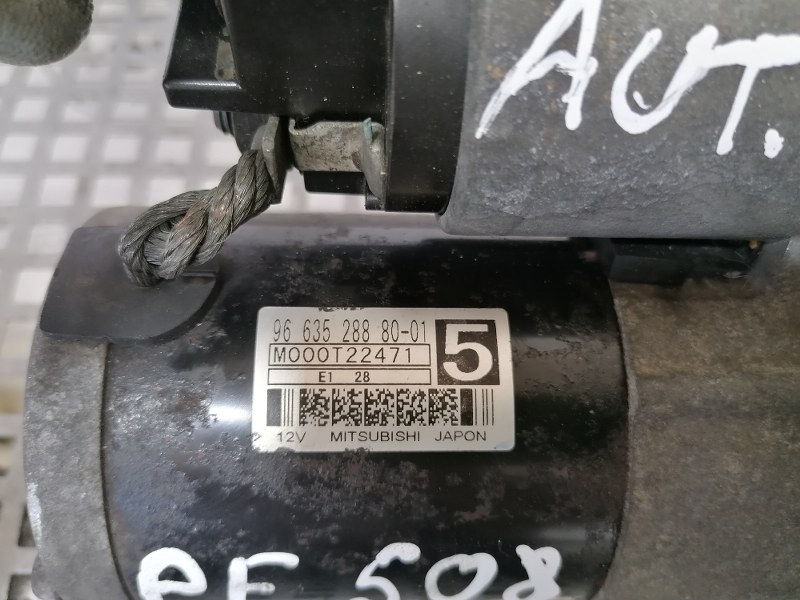 AUT.
96 635 288 80-01
5
M000T22471
E1 28
12V MITSUBISHI JAPON
PE 508